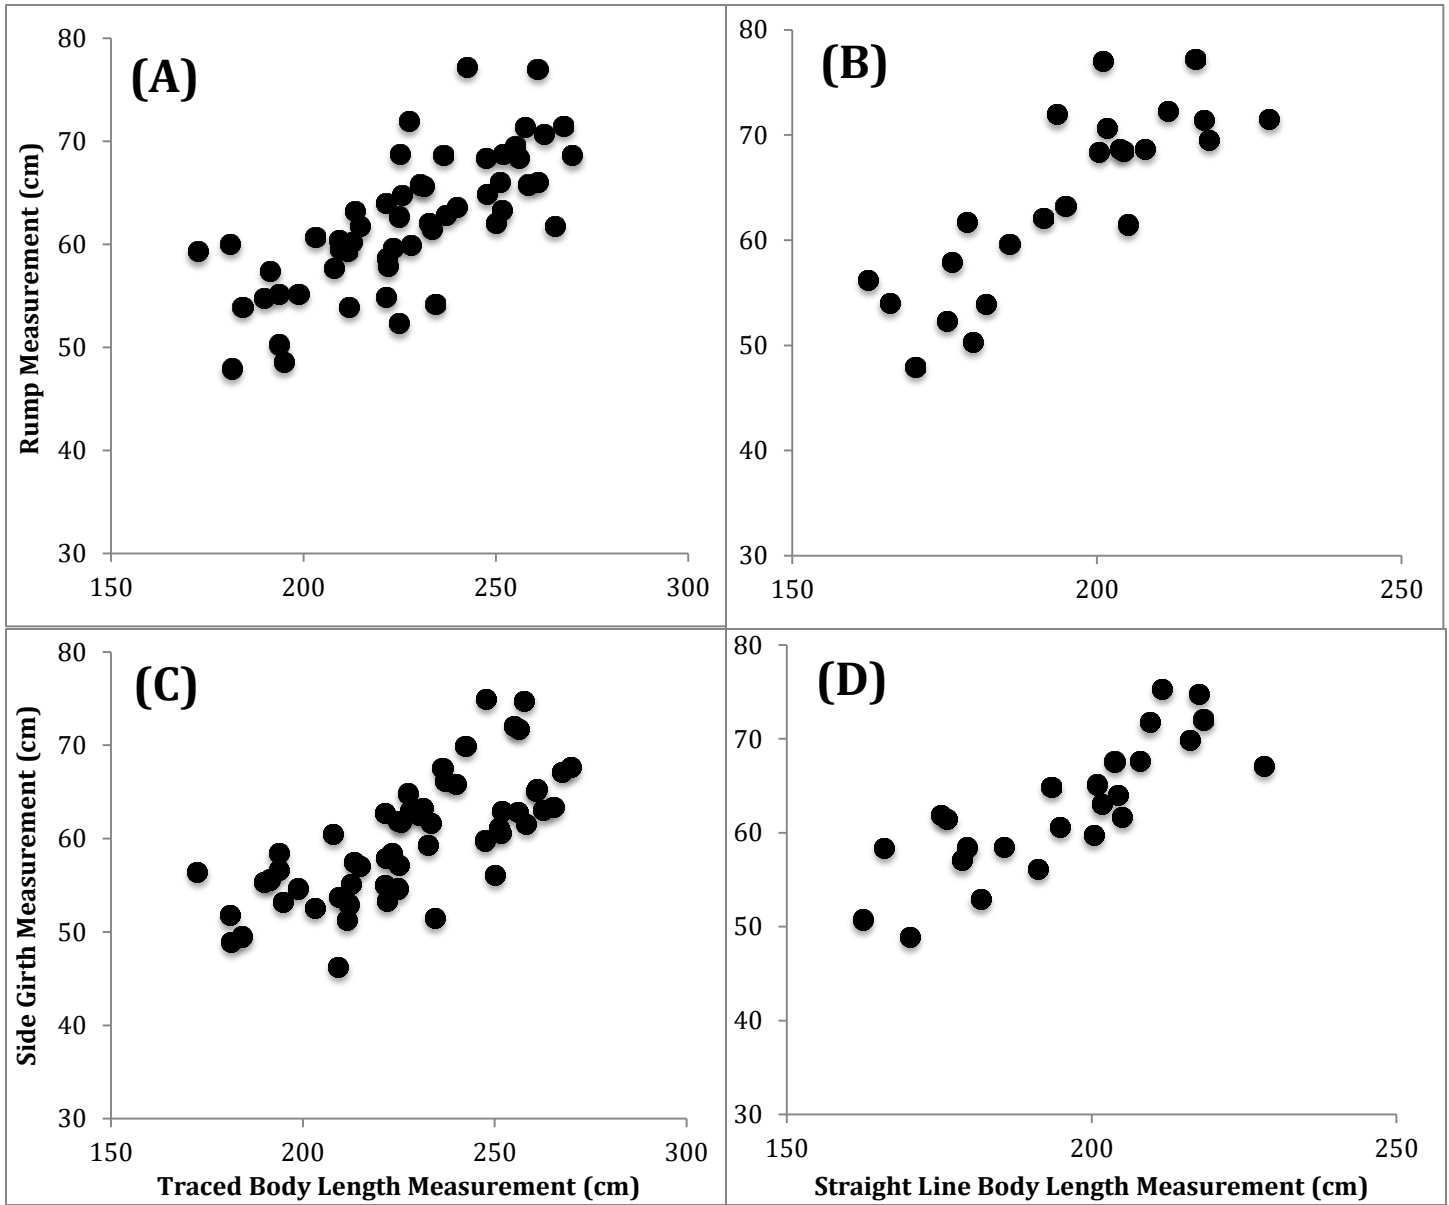 (A)
Rump Measurement (cm)
80
70
60
50
40
30
150 200 250 300
(B)
80
70
60
50
40
30
150 200 250
(C)
Side Girth Measurement (cm)
80
70
60
50
40
30
150 200 250 300
Traced Body Length Measurement (cm)
(D)
80
70
60
50
40
30
150 200 250
Straight Line Body Length Measurement (cm)